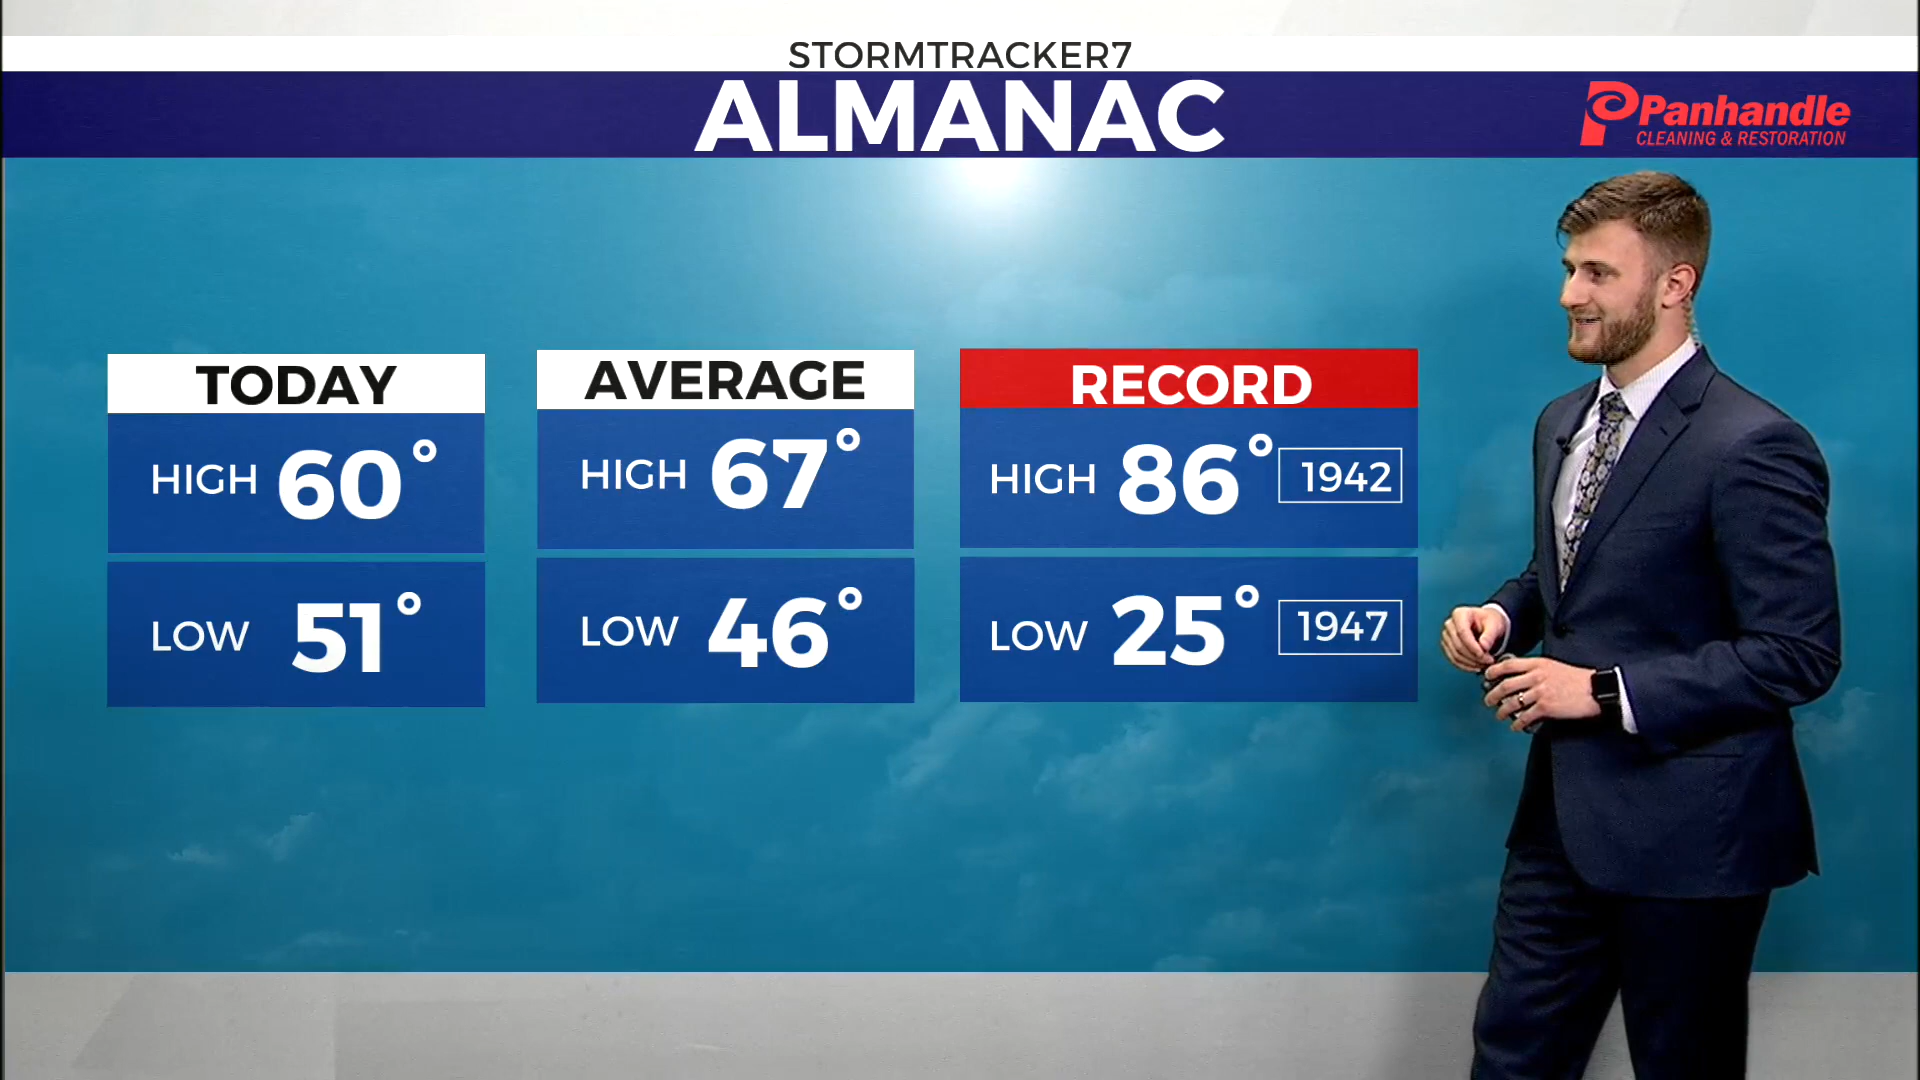 STORMTRACKER7
ALMANAC
Panhandle
CLEANING & RESTORATION
TODAY
HIGH 60°
LOW 51°
AVERAGE
HIGH 67°
LOW 46°
RECORD
HIGH 86° 1942
LOW 25° 1947